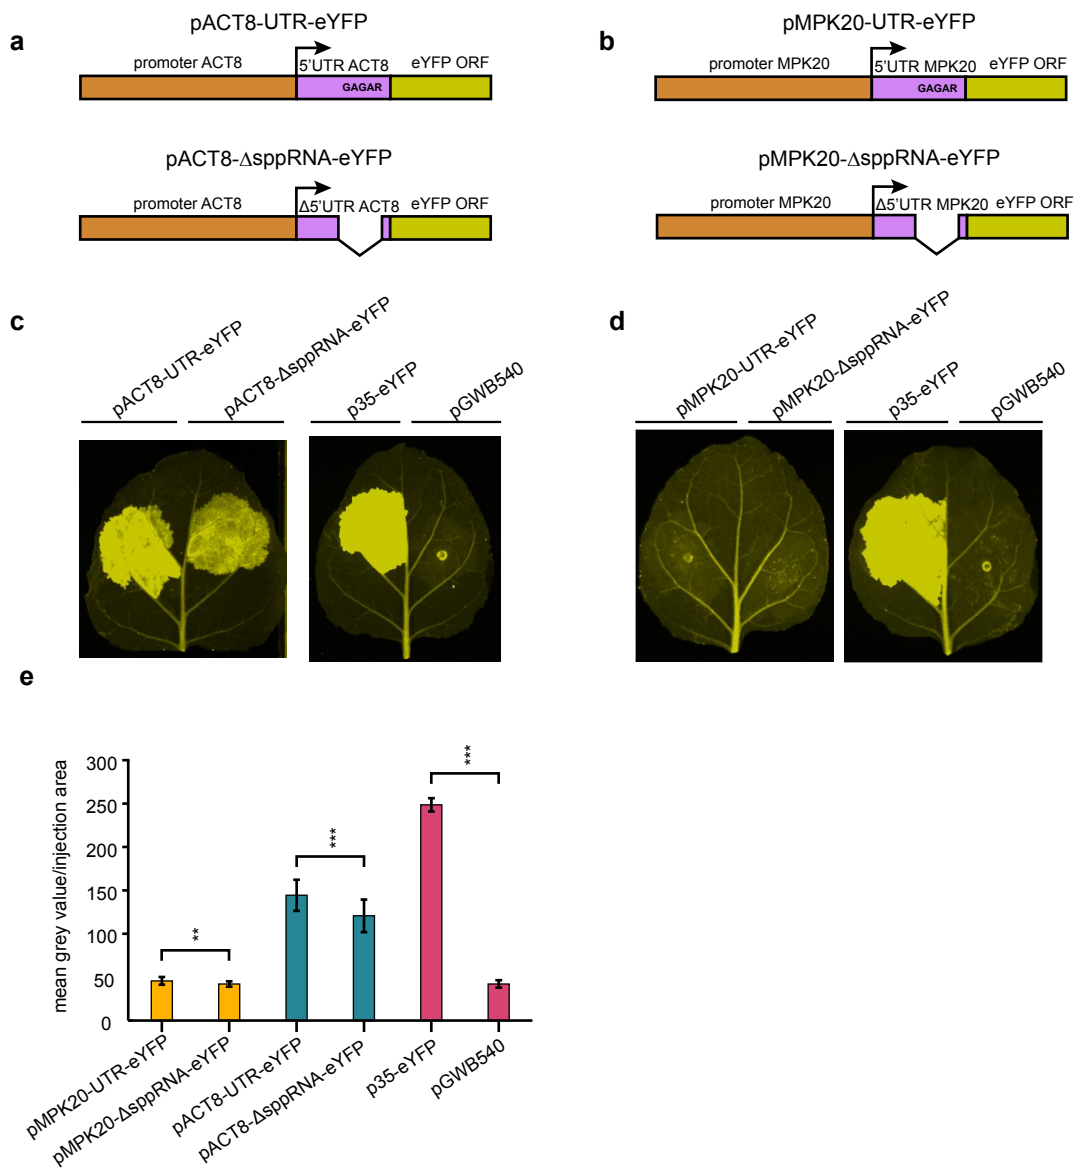 a
pACT8-UTR-eYFP
promoter ACT8
5'UTR ACT8
eYFP ORF
GAGAR
pACT8-ΔsppRNA-eYFP
promoter ACT8
Δ5'UTR ACT8
eYFP ORF
b
pMPK20-UTR-eYFP
promoter MPK20
5'UTR MPK20
eYFP ORF
GAGAR
pMPK20-ΔsppRNA-eYFP
promoter MPK20
Δ5'UTR MPK20
eYFP ORF
c
pACT8-UTR-eYFP
pACT8-ΔsppRNA-eYFP
p35-eYFP
pGWB540
d
pMPK20-UTR-eYFP
pMPK20-ΔsppRNA-eYFP
p35-eYFP
pGWB540
e
mean grey value/injection area
300
250
200
150
100
50
0
**
***
***
pMPK20-UTR-eYFP
pMPK20-ΔsppRNA-eYFP
pACT8-UTR-eYFP
pACT8-ΔsppRNA-eYFP
p35-eYFP
pGWB540